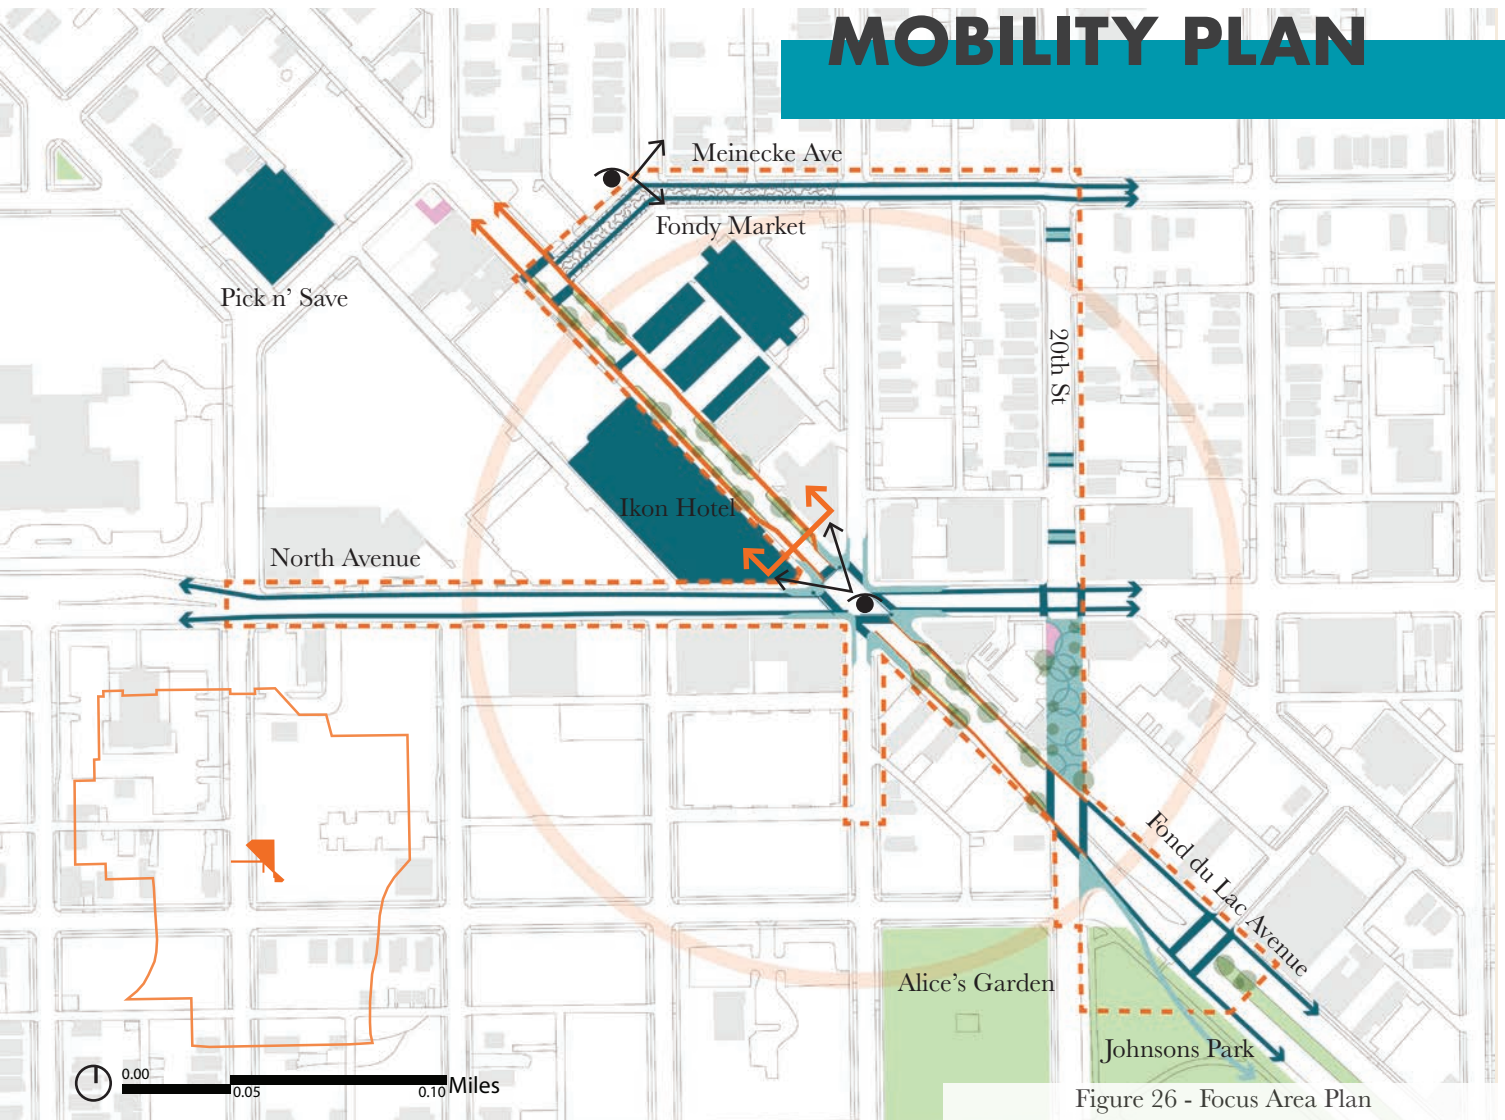 MOBILITY PLAN
Meinecke Ave
Fondy Market
Pick n’ Save
20th St
Ikon Hotel
North Avenue
Fond du Lac Avenue
Alice’s Garden
Johnsons Park
0.00
0.05
0.10 Miles
Figure 26 - Focus Area Plan